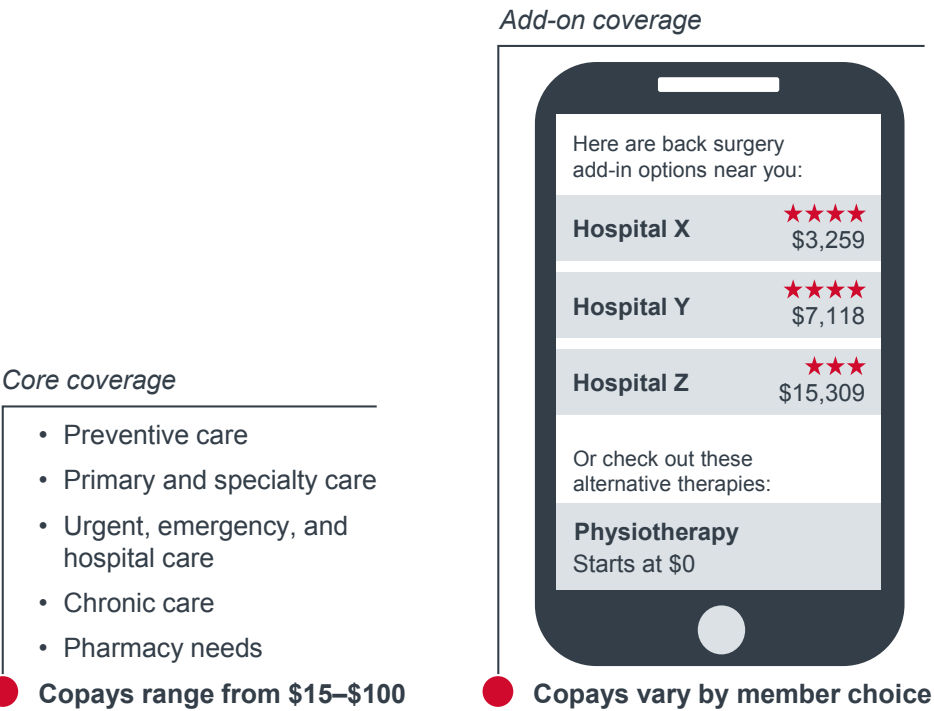 Core coverage
• Preventive care
• Primary and specialty care
• Urgent, emergency, and
hospital care
• Chronic care
• Pharmacy needs
Copays range from $15–$100
Add-on coverage
Here are back surgery
add-in options near you:
Hospital X ★★★★
$3,259
Hospital Y ★★★★
$7,118
Hospital Z ★★★
$15,309
Or check out these
alternative therapies:
Physiotherapy
Starts at $0
Copays vary by member choice